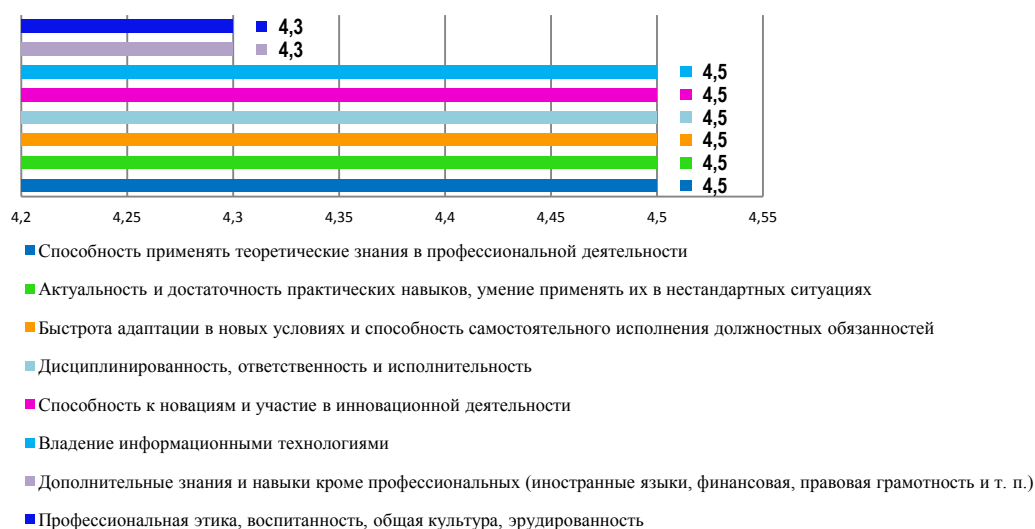 4,3
4,3
4,5
4,5
4,5
4,5
4,5
4,5
4,2 4,25 4,3 4,35 4,4 4,45 4,5 4,55
Способность применять теоретические знания в профессиональной деятельности
Актуальность и достаточность практических навыков, умение применять их в нестандартных ситуациях
Быстрота адаптации в новых условиях и способность самостоятельного исполнения должностных обязанностей
Дисциплинированность, ответственность и исполнительность
Способность к новациям и участие в инновационной деятельности
Владение информационными технологиями
Дополнительные знания и навыки кроме профессиональных (иностранные языки, финансовая, правовая грамотность и т. п.)
Профессиональная этика, воспитанность, общая культура, эрудированность